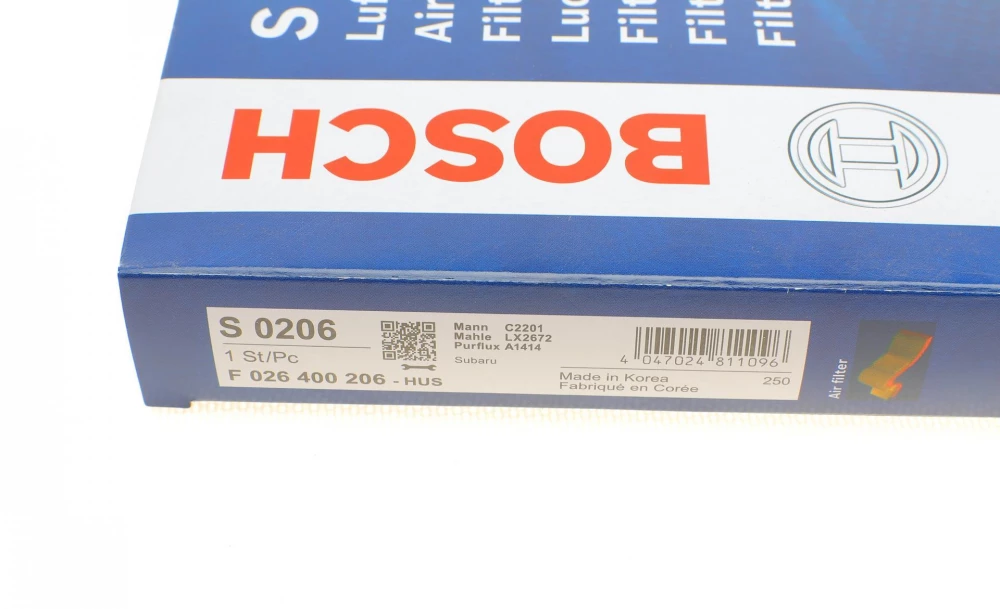 S
BOSCH
S 0206
1 St/Pc
F 026 400 206 - HUS
Mann C2201
Mahle LX2672
Purflux A1414
Subaru
4 047024 811096
Made in Korea
Fabriqué en Corée
250
Air filter